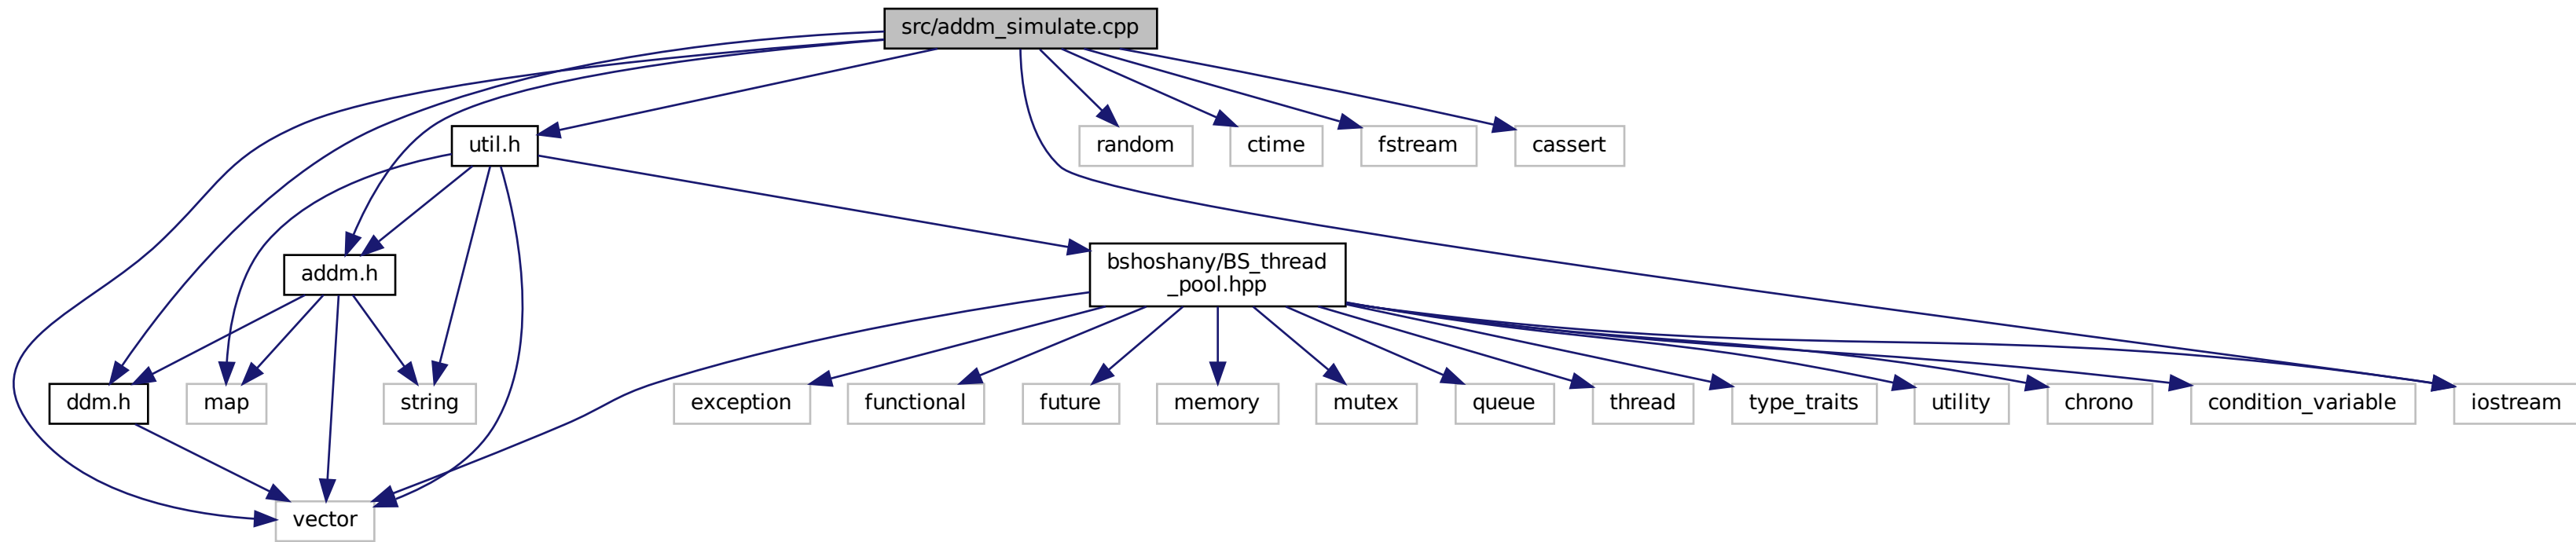 src/addm_simulate.cpp
util.h
random
ctime
fstream
cassert
addm.h
bshoshany/BS_thread
_pool.hpp
ddm.h
map
string
exception
functional
future
memory
mutex
queue
thread
type_traits
utility
chrono
condition_variable
iostream
vector